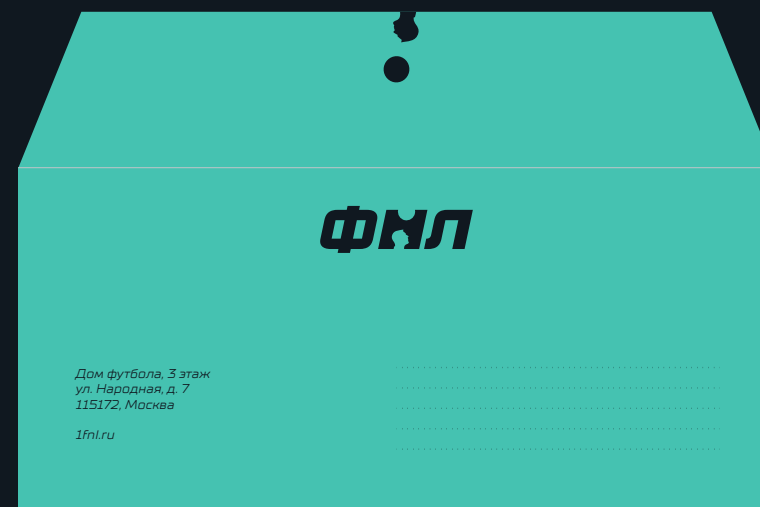 ФНЛ
Дом футбола, 3 этаж
ул. Народная, д. 7
115172, Москва
1fnl.ru